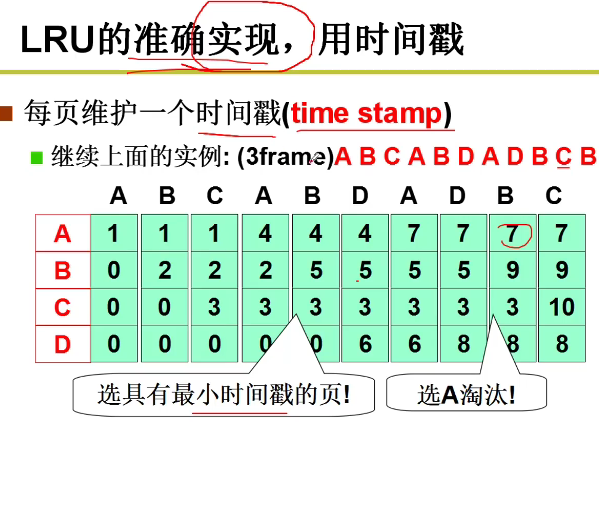 LRU的准确实现，用时间戳
每页维护一个时间戳(time stamp)
继续上面的实例: (3frame)A B C A B D A D B C B
A B C A B D A D B C
A 1 1 1 4 4 4 7 7 7 7
B 0 2 2 2 5 5 5 5 9 9
C 0 0 3 3 3 3 3 3 3 10
D 0 0 0 0 0 6 6 8 8 8
选具有最小时间戳的页! 选A淘汰!